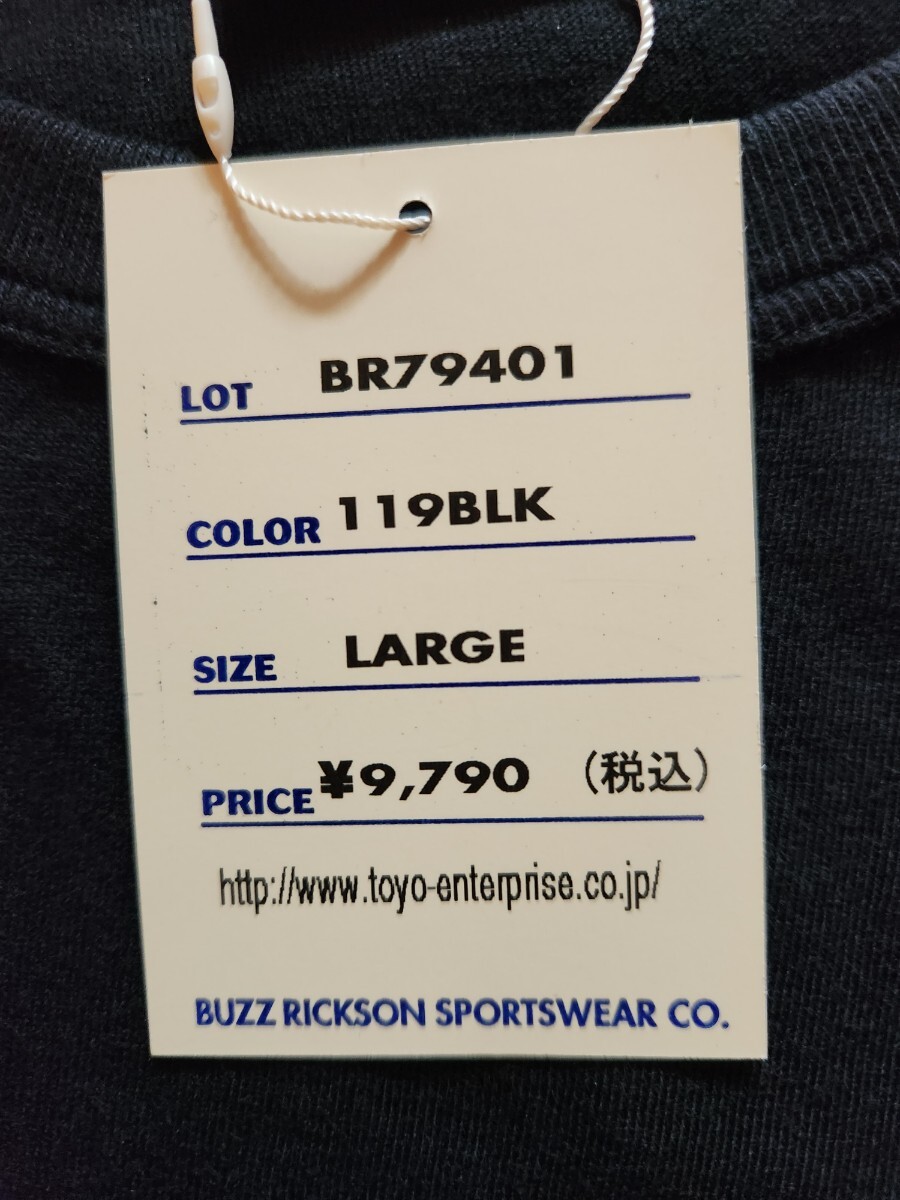 LOT BR79401
COLOR 119BLK
SIZE LARGE
PRICE ¥9,790 (税込)
http://www.toyo-enterprise.co.jp/
BUZZ RICKSON SPORTSWEAR CO.